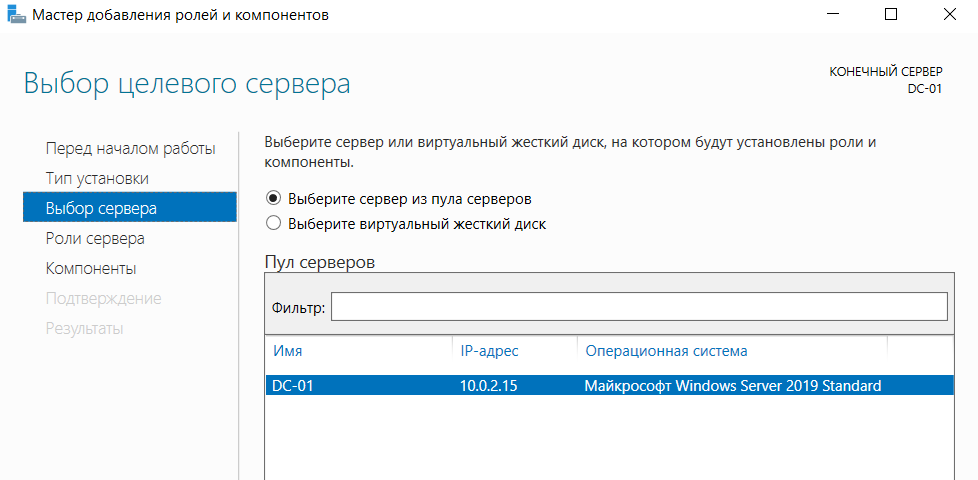 Мастер добавления ролей и компонентов
Выбор целевого сервера
КОНЕЧНЫЙ СЕРВЕР
DC-01
Перед началом работы
Тип установки
Выбор сервера
Роли сервера
Компоненты
Подтверждение
Результаты
Выберите сервер или виртуальный жесткий диск, на котором будут установлены роли и
компоненты.
Выберите сервер из пула серверов
Выберите виртуальный жесткий диск
Пул серверов
Фильтр:
Имя IP-адрес Операционная система
DC-01 10.0.2.15 Майкрософт Windows Server 2019 Standard